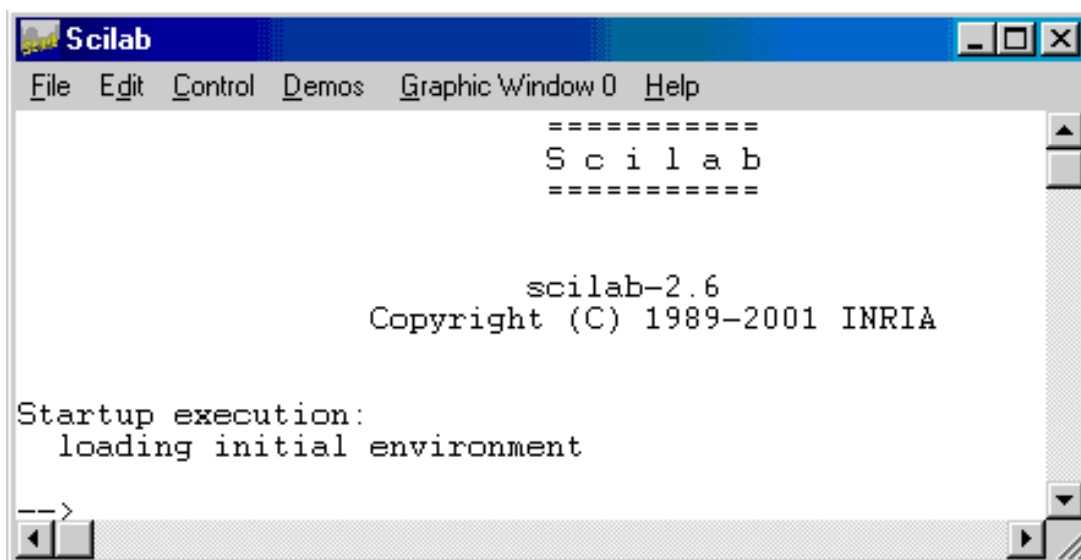 Scilab
File Edit Control Demos Graphic Window 0 Help
===========
S c i l a b
===========
scilab-2.6
Copyright (C) 1989-2001 INRIA
Startup execution:
loading initial environment
-->